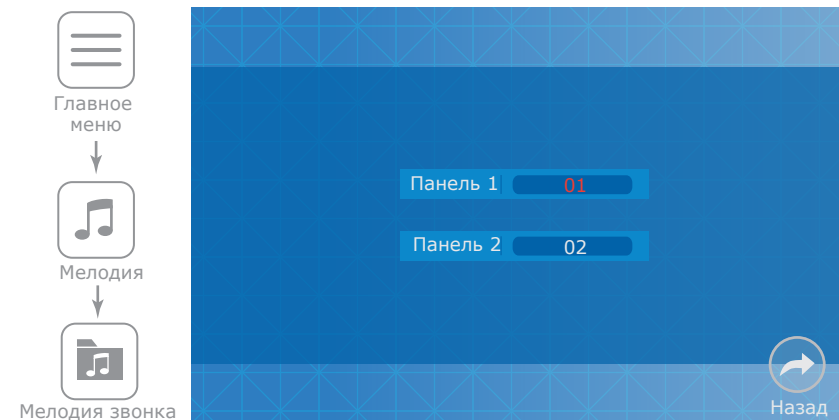 Главное
меню
Мелодия
Мелодия звонка
Панель 1 01
Панель 2 02
Назад